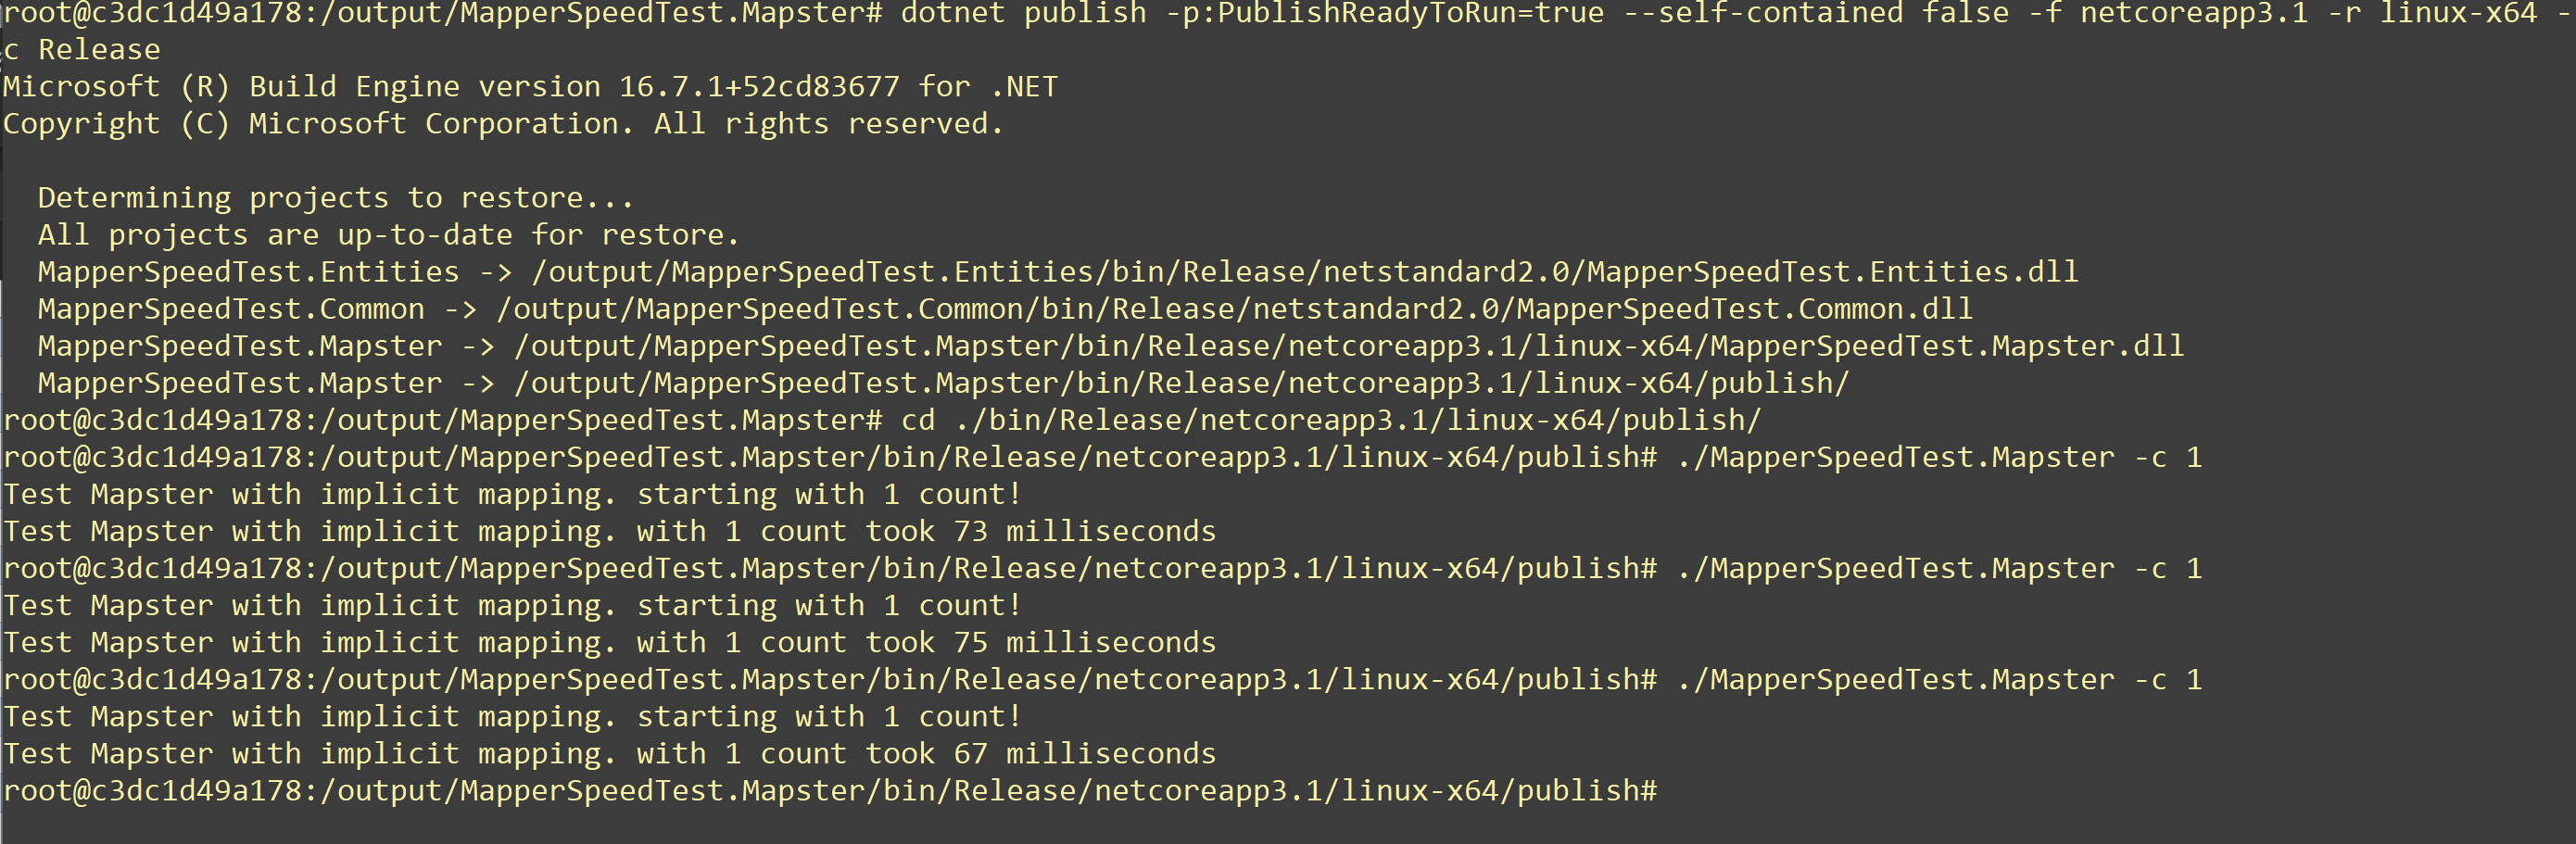 root@c3dc1d49a178:/output/MapperSpeedTest.Mapster# dotnet publish -p:PublishReadyToRun=true --self-contained false -f netcoreapp3.1 -r linux-x64 -
c Release
Microsoft (R) Build Engine version 16.7.1+52cd83677 for .NET
Copyright (C) Microsoft Corporation. All rights reserved.
  Determining projects to restore...
  All projects are up-to-date for restore.
  MapperSpeedTest.Entities -> /output/MapperSpeedTest.Entities/bin/Release/netstandard2.0/MapperSpeedTest.Entities.dll
  MapperSpeedTest.Common -> /output/MapperSpeedTest.Common/bin/Release/netstandard2.0/MapperSpeedTest.Common.dll
  MapperSpeedTest.Mapster -> /output/MapperSpeedTest.Mapster/bin/Release/netcoreapp3.1/linux-x64/MapperSpeedTest.Mapster.dll
  MapperSpeedTest.Mapster -> /output/MapperSpeedTest.Mapster/bin/Release/netcoreapp3.1/linux-x64/publish/
root@c3dc1d49a178:/output/MapperSpeedTest.Mapster# cd ./bin/Release/netcoreapp3.1/linux-x64/publish/
root@c3dc1d49a178:/output/MapperSpeedTest.Mapster/bin/Release/netcoreapp3.1/linux-x64/publish# ./MapperSpeedTest.Mapster -c 1
Test Mapster with implicit mapping. starting with 1 count!
Test Mapster with implicit mapping. with 1 count took 73 milliseconds
root@c3dc1d49a178:/output/MapperSpeedTest.Mapster/bin/Release/netcoreapp3.1/linux-x64/publish# ./MapperSpeedTest.Mapster -c 1
Test Mapster with implicit mapping. starting with 1 count!
Test Mapster with implicit mapping. with 1 count took 75 milliseconds
root@c3dc1d49a178:/output/MapperSpeedTest.Mapster/bin/Release/netcoreapp3.1/linux-x64/publish# ./MapperSpeedTest.Mapster -c 1
Test Mapster with implicit mapping. starting with 1 count!
Test Mapster with implicit mapping. with 1 count took 67 milliseconds
root@c3dc1d49a178:/output/MapperSpeedTest.Mapster/bin/Release/netcoreapp3.1/linux-x64/publish#